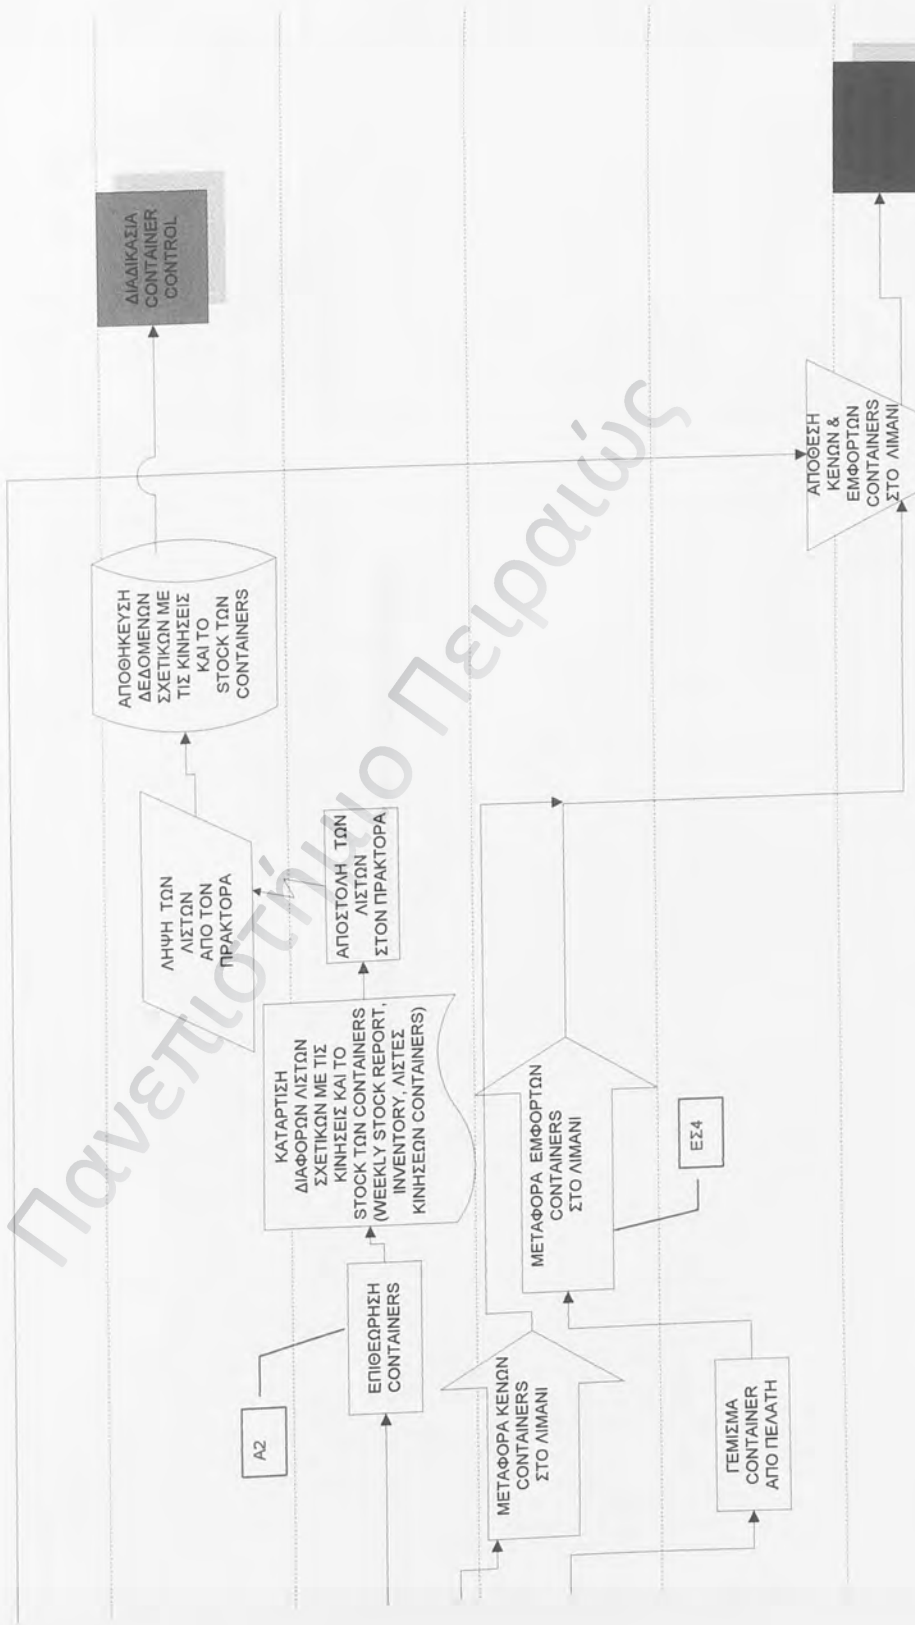 ΔΙΑΔΙΚΑΣΙΑ
CONTAINER
CONTROL
ΑΠΟΘΗΚΕΥΣΗ
ΔΕΔΟΜΕΝΩΝ
ΣΧΕΤΙΚΩΝ ΜΕ
ΤΙΣ ΚΙΝΗΣΕΙΣ
ΚΑΙ ΤΟ
STOCK ΤΩΝ
CONTAINERS
ΛΗΨΗ ΤΩΝ
ΛΙΣΤΩΝ
ΑΠΟ ΤΟΝ
ΠΡΑΚΤΟΡΑ
ΑΠΟΣΤΟΛΗ ΤΩΝ
ΛΙΣΤΩΝ
ΣΤΟΝ ΠΡΑΚΤΟΡΑ
ΚΑΤΑΡΤΙΣΗ
ΔΙΑΦΟΡΩΝ ΛΙΣΤΩΝ
ΣΧΕΤΙΚΩΝ ΜΕ ΤΙΣ
ΚΙΝΗΣΕΙΣ ΚΑΙ ΤΟ
STOCK ΤΩΝ CONTAINERS
(WEEKLY STOCK REPORT,
INVENTORY, ΛΙΣΤΕΣ
ΚΙΝΗΣΕΩΝ CONTAINERS)
ΕΠΙΘΕΩΡΗΣΗ
CONTAINERS
Α2
ΜΕΤΑΦΟΡΑ ΚΕΝΩΝ
CONTAINERS
ΣΤΟ ΛΙΜΑΝΙ
ΜΕΤΑΦΟΡΑ ΕΜΦΟΡΤΩΝ
CONTAINERS
ΣΤΟ ΛΙΜΑΝΙ
ΕΣ4
ΓΕΜΙΣΜΑ
CONTAINER
ΑΠΟ ΠΕΛΑΤΗ
ΑΠΟΘΕΣΗ
ΚΕΝΩΝ &
ΕΜΦΟΡΤΩΝ
CONTAINERS
ΣΤΟ ΛΙΜΑΝΙ
Πανεπιστήμιο Πειραιώς